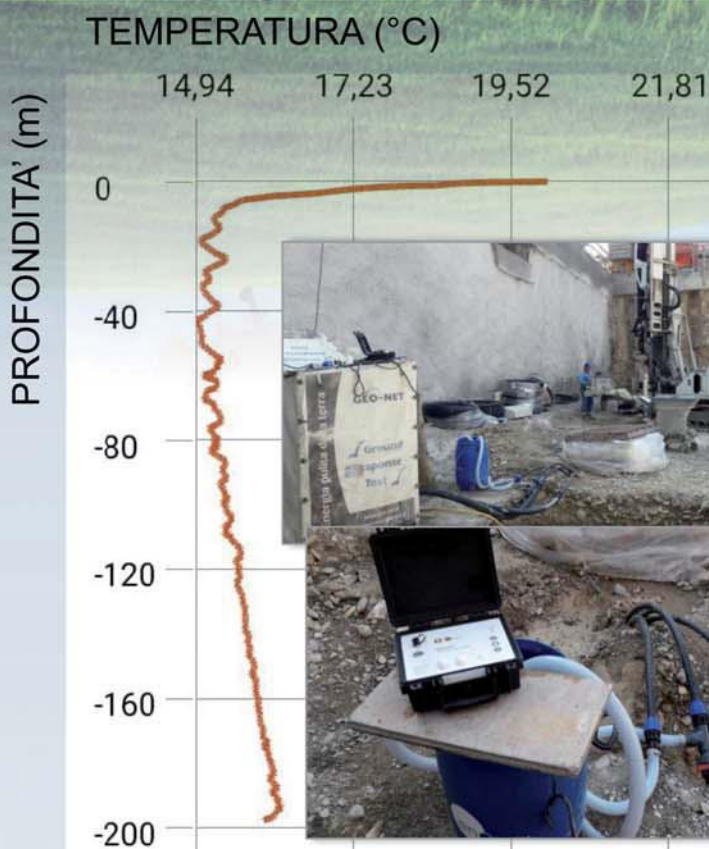 TEMPERATURA (°C)
14,94 17,23 19,52 21,81
PROFONDITA' (m)
0
-40
-80
-120
-160
-200
GEO-NET
Ground
Response
Test